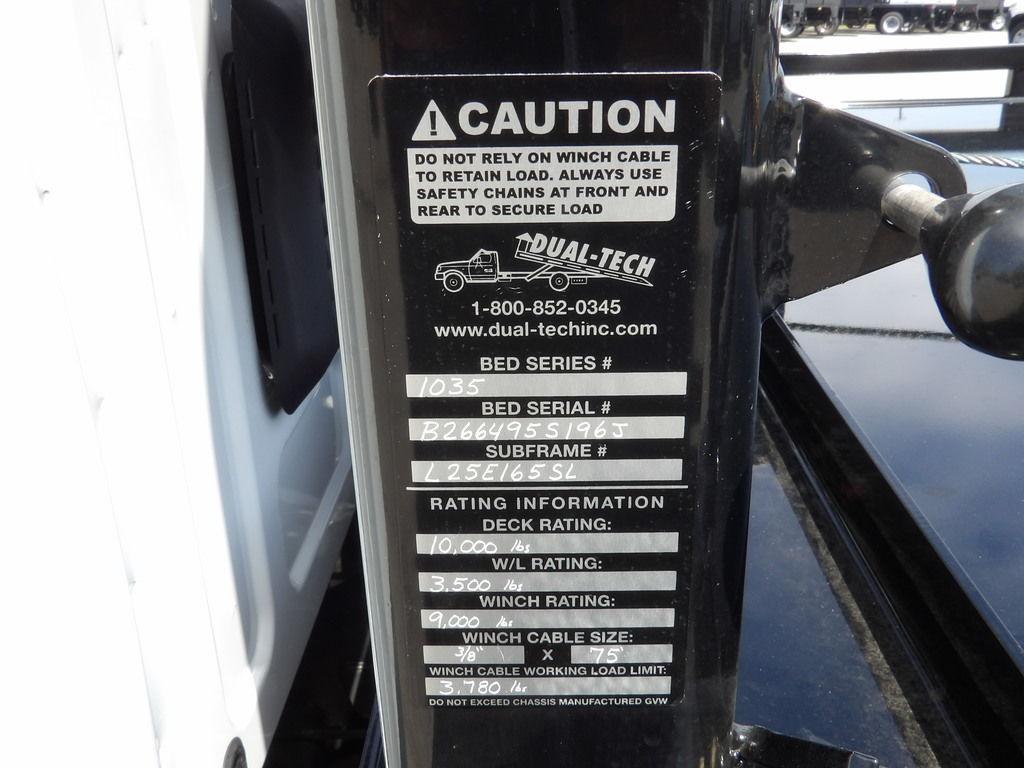 CAUTION
DO NOT RELY ON WINCH CABLE
TO RETAIN LOAD. ALWAYS USE
SAFETY CHAINS AT FRONT AND
REAR TO SECURE LOAD
DUAL-TECH
1-800-852-0345
www.dual-techinc.com
BED SERIES #
1035
BED SERIAL #
B266495S196J
SUBFRAME #
L25E165SL
RATING INFORMATION
DECK RATING:
10,000 lbs
W/L RATING:
3,500 lbs
WINCH RATING:
9,000 lbs
WINCH CABLE SIZE:
3/8" X 75'
WINCH CABLE WORKING LOAD LIMIT:
3,780 lbs
DO NOT EXCEED CHASSIS MANUFACTURED GVW